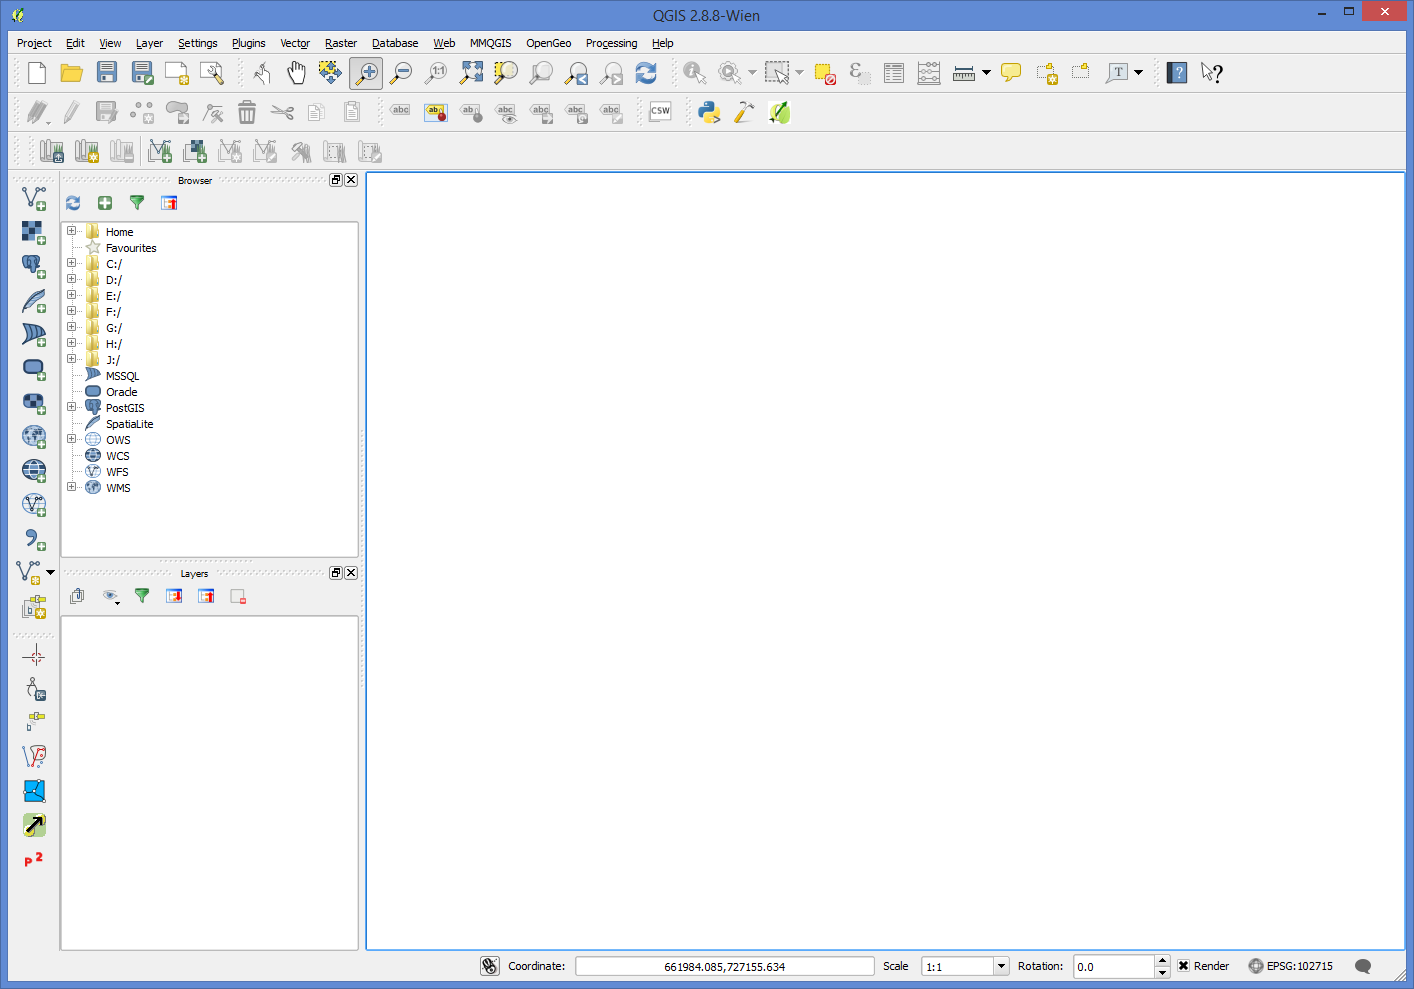 QGIS 2.8.8-Wien
Project Edit View Layer Settings Plugins Vector Raster Database Web MMQGIS OpenGeo Processing Help
1:1 ε T ? ?
abc abc abc abc abc abc abc CSW
Browser
Home
Favourites
C:/
D:/
E:/
F:/
G:/
H:/
J:/
MSSQL
Oracle
PostGIS
SpatiaLite
OWS
WCS
WFS
WMS
Layers
P 2
Coordinate: 661984.085,727155.634 Scale 1:1 Rotation: 0.0 Render EPSG:102715